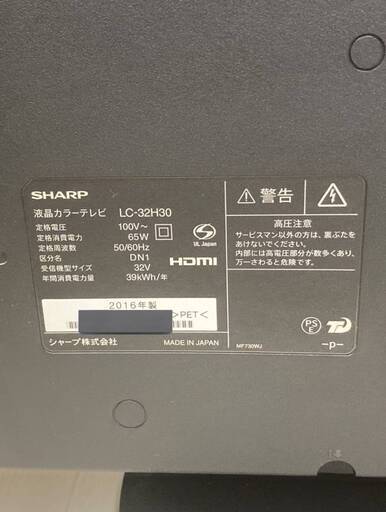 SHARP
液晶カラーテレビ LC-32H30
定格電圧 100V～
定格消費電力 65W
定格周波数 50/60Hz
区分名 DN1
受信機型サイズ 32V
年間消費電力量 39kWh/年
UL Japan
HDMI
2016年製
>PET<
シャープ株式会社 MADE IN JAPAN
警告
高圧注意
サービスマン以外の方は、裏ぶたを
あけないでください。
内部には高電圧部分が数多くあり、
万一さわると危険です。
PS
E
MF730WJ
-p-